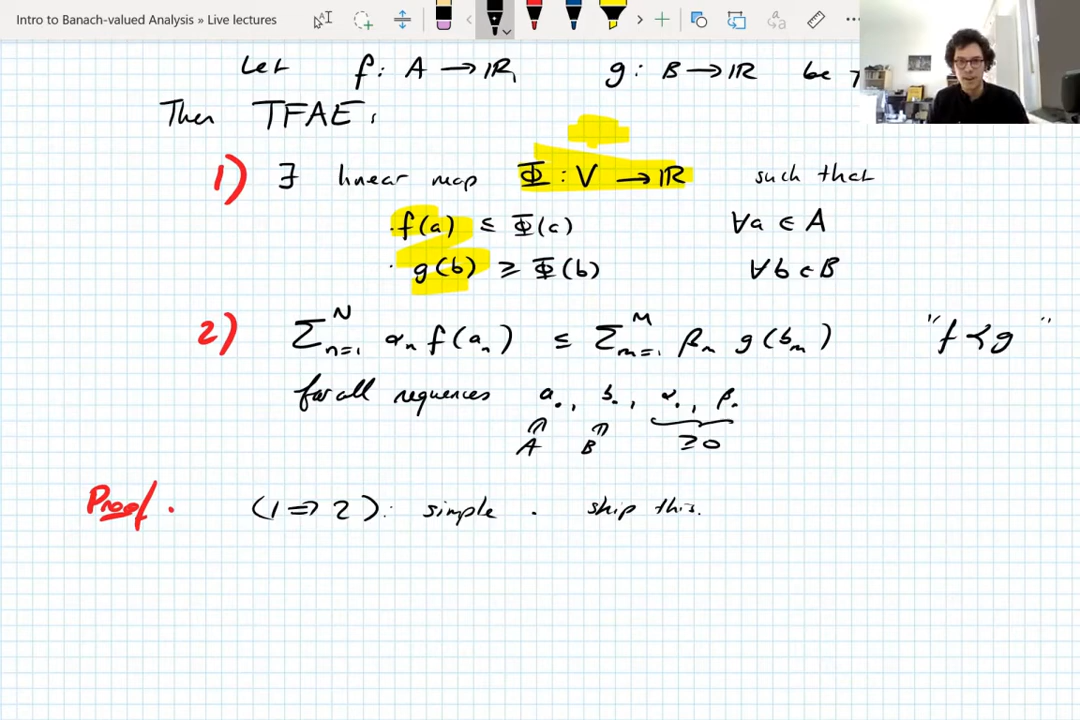 Intro to Banach-valued Analysis » Live lectures
Let f: A → ℝ, g: B → ℝ be
Then TFAE:
1) ∃ linear map Φ: V → ℝ such that
· f(a) ≤ Φ(a) ∀a ∈ A
· g(b) ≥ Φ(b) ∀b ∈ B
2) Σ_{n=1}^{N} α_n f(a_n) ≤ Σ_{m=1}^{M} β_m g(b_m) "f ≺ g"
for all sequences a., b., α., β.
A B ≥0
Proof. (1 ⇒ 2): simple. skip this.